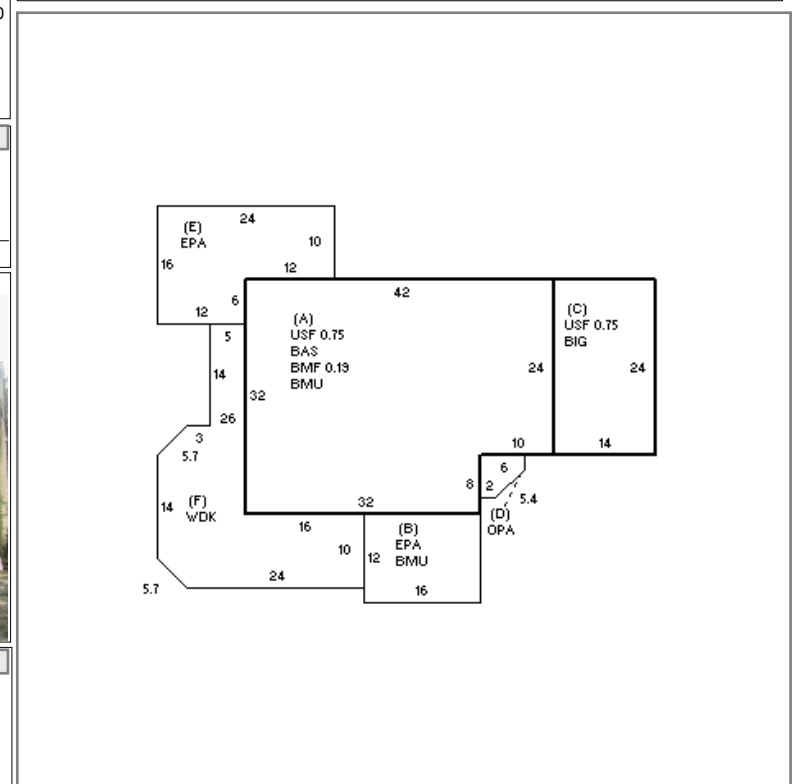 24
(E)
EPA
10
16
12
6
12
42
5
(A)
USF 0.75
BAS
BMF 0.19
BMU
(C)
USF 0.75
BIG
14
24
24
32
26
3
5.7
10
14
6
8
2
5.4
14
(F)
WDK
32
16
(D)
OPA
(B)
EPA
BMU
10
12
24
16
5.7